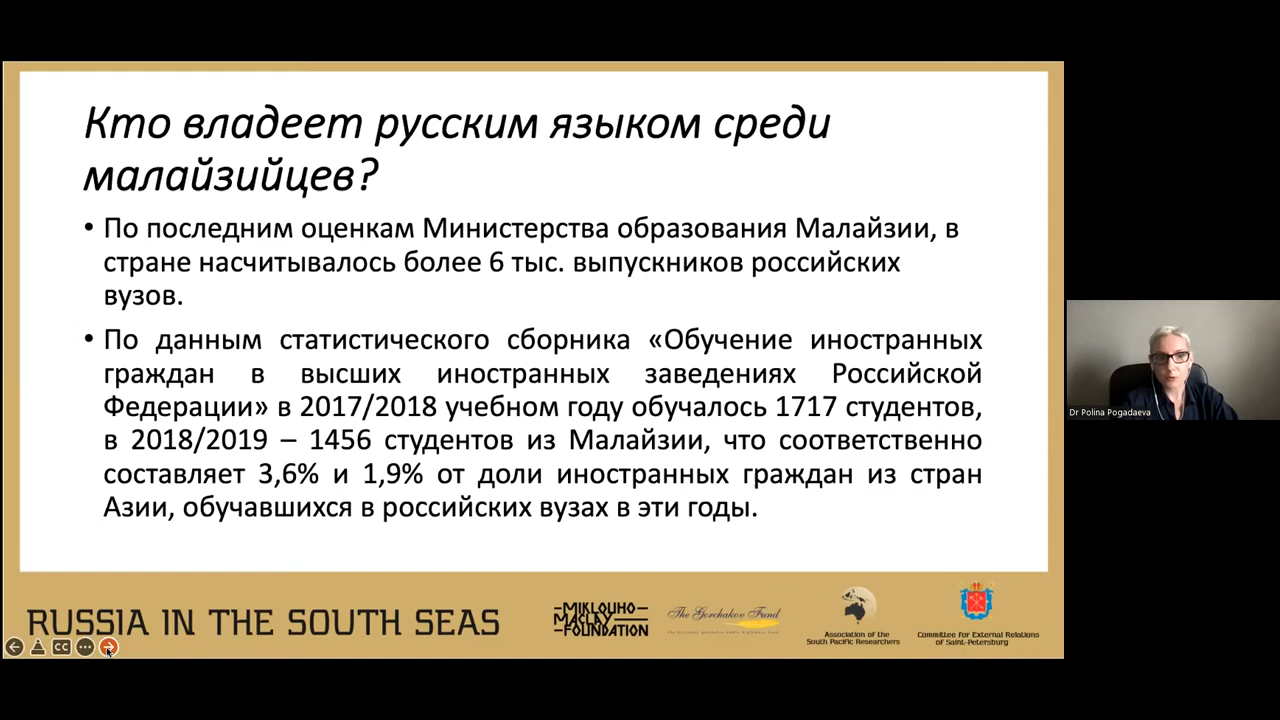 Кто владеет русским языком среди
малайзийцев?
• По последним оценкам Министерства образования Малайзии, в
стране насчитывалось более 6 тыс. выпускников российских
вузов.
• По данным статистического сборника «Обучение иностранных
граждан в высших иностранных заведениях Российской
Федерации» в 2017/2018 учебном году обучалось 1717 студентов,
в 2018/2019 – 1456 студентов из Малайзии, что соответственно
составляет 3,6% и 1,9% от доли иностранных граждан из стран
Азии, обучавшихся в российских вузах в эти годы.
Dr Polina Pogadaeva
RUSSIA IN THE SOUTH SEAS
MIKLOUHO
MACLAY
FOUNDATION
The Gorchakov Fund
Association of the
South Pacific Researchers
Committee for External Relations
of Saint-Petersburg
CC